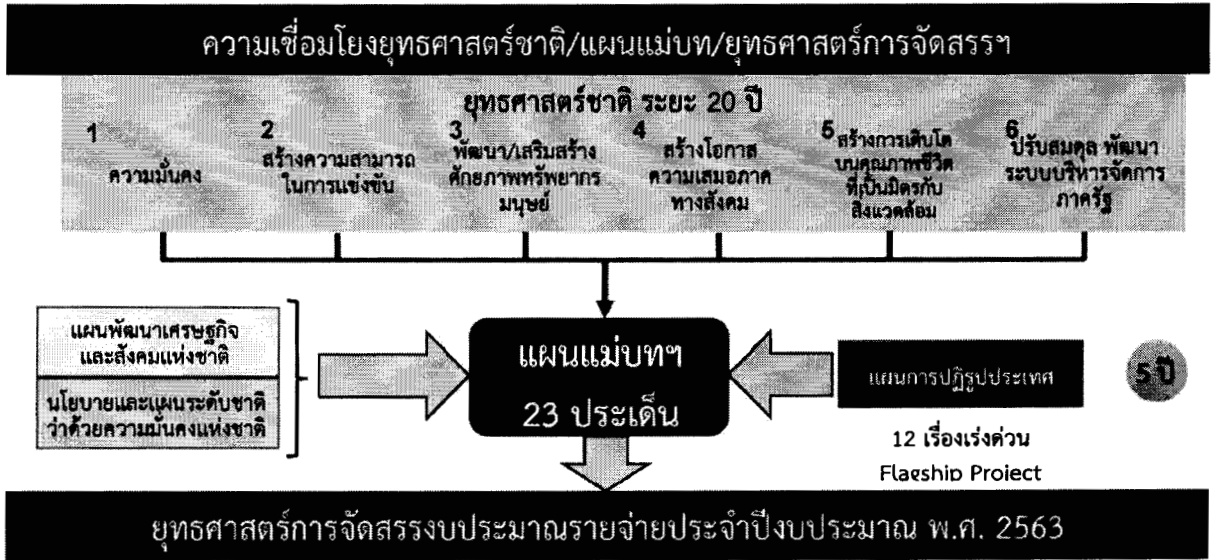 ความเชื่อมโยงยุทธศาสตร์ชาติ/แผนแม่บท/ยุทธศาสตร์การจัดสรรฯ
ยุทธศาสตร์ชาติ ระยะ 20 ปี
1
ความมั่นคง
2
สร้างความสามารถ
ในการแข่งขัน
3
พัฒนา/เสริมสร้าง
ศักยภาพทรัพยากร
มนุษย์
4
สร้างโอกาส
ความเสมอภาค
ทางสังคม
5
สร้างการเติบโต
บนคุณภาพชีวิต
ที่เป็นมิตรกับ
สิ่งแวดล้อม
6
ปรับสมดุล พัฒนา
ระบบบริหารจัดการ
ภาครัฐ
แผนพัฒนาเศรษฐกิจ
และสังคมแห่งชาติ
นโยบายและแผนระดับชาติ
ว่าด้วยความมั่นคงแห่งชาติ
แผนแม่บทฯ
23 ประเด็น
แผนการปฏิรูปประเทศ
5 ปี
12 เรื่องเร่งด่วน
Flagship Project
ยุทธศาสตร์การจัดสรรงบประมาณรายจ่ายประจำปีงบประมาณ พ.ศ. 2563